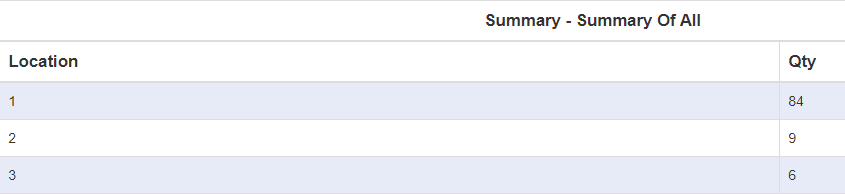 Summary - Summary Of All
Location Qty
1 84
2 9
3 6